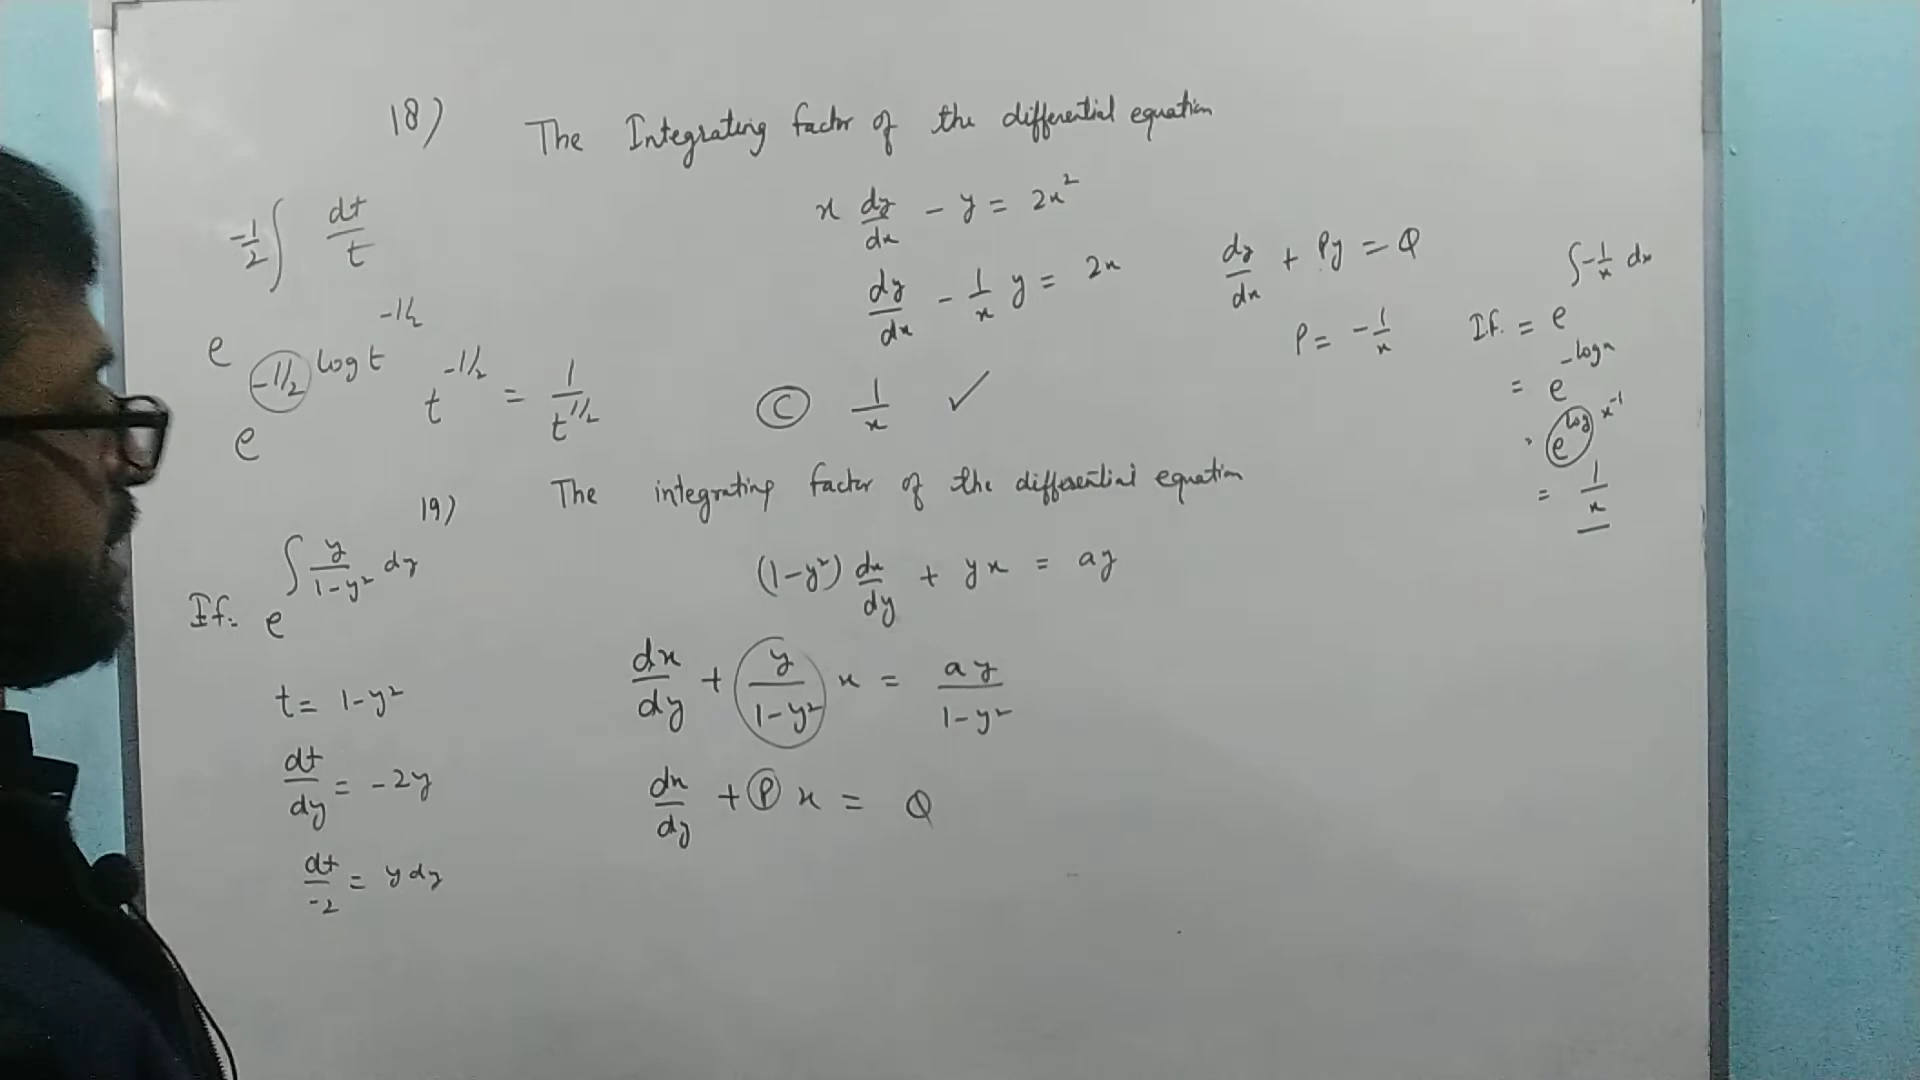 18) The Integrating factor of the differential equation
x dy/dx - y = 2x²
dy/dx - 1/x y = 2x
dy/dx + Py = Q
P = -1/x
I.f. = e^∫-1/x dx
= e^-logx
= e^log x^-1
= 1/x
Ⓒ 1/x ✓
-1/2 ∫ dt/t
e^-1/2 log t
e^log t^-1/2
t^-1/2 = 1/t^1/2
19) The integrating factor of the differential equation
(1-y²) dx/dy + yx = ay
dx/dy + y/1-y² x = ay/1-y²
dx/dy + Ⓟ x = Q
I.f. e^∫ y/1-y² dy
t = 1-y²
dt/dy = -2y
dt/-2 = y dy